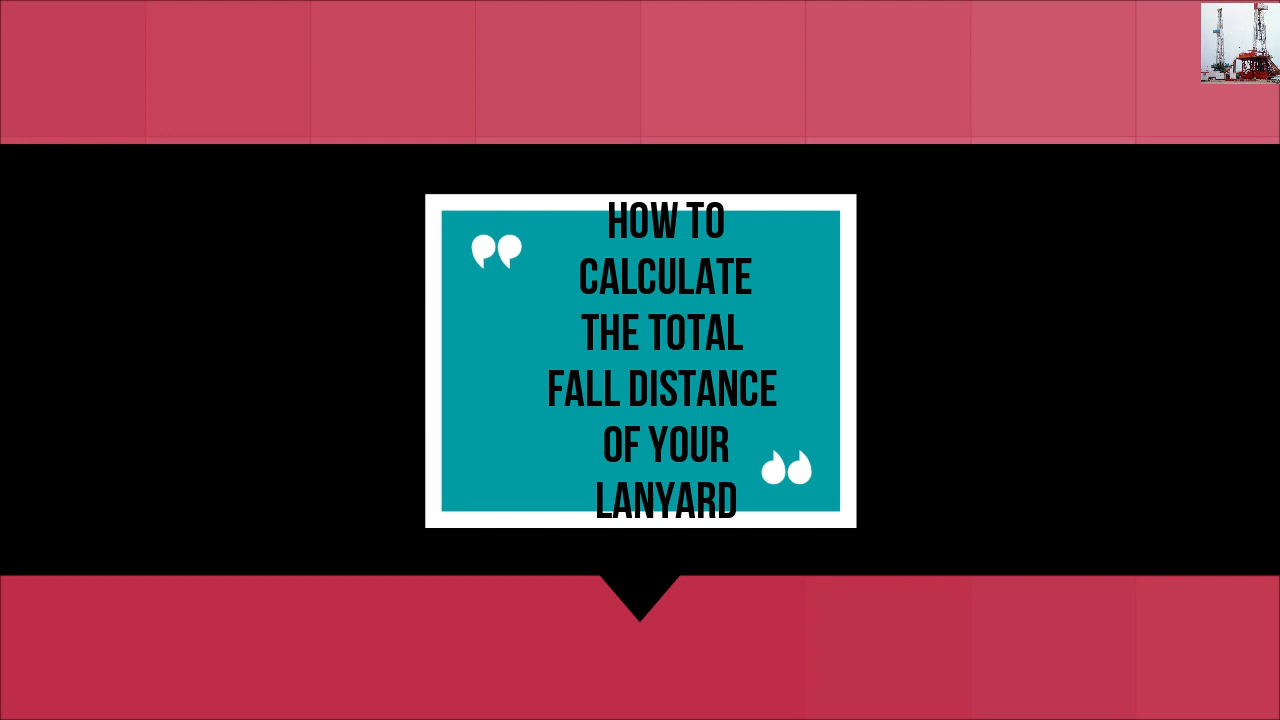 HOW TO
CALCULATE
THE TOTAL
FALL DISTANCE
OF YOUR
LANYARD